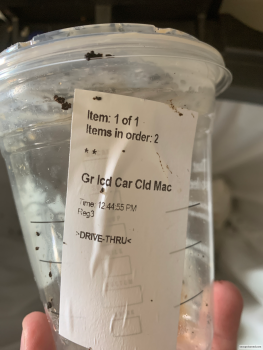 Item: 1 of 1
Items in order: 2
Gr Icd Car Cld Mac
Time: 12:44:55 PM
Reg3
>DRIVE-THRU<